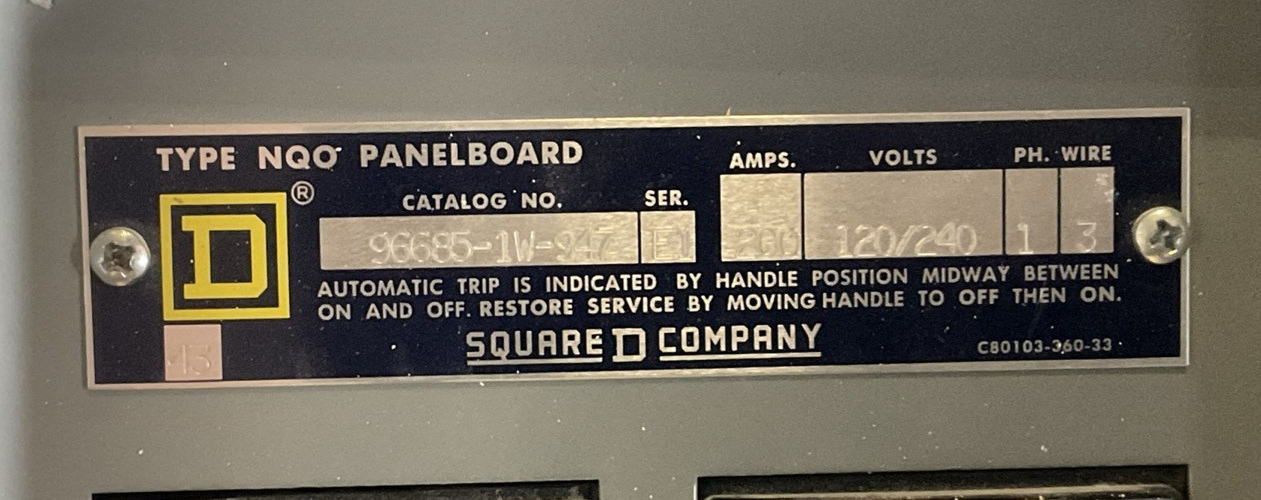 TYPE NQO PANELBOARD
AMPS. VOLTS PH. WIRE
CATALOG NO. SER.
D ®
96685-1W-947 E1 200 120/240 1 3
AUTOMATIC TRIP IS INDICATED BY HANDLE POSITION MIDWAY BETWEEN
ON AND OFF. RESTORE SERVICE BY MOVING HANDLE TO OFF THEN ON.
SQUARE D COMPANY
C80103-360-33